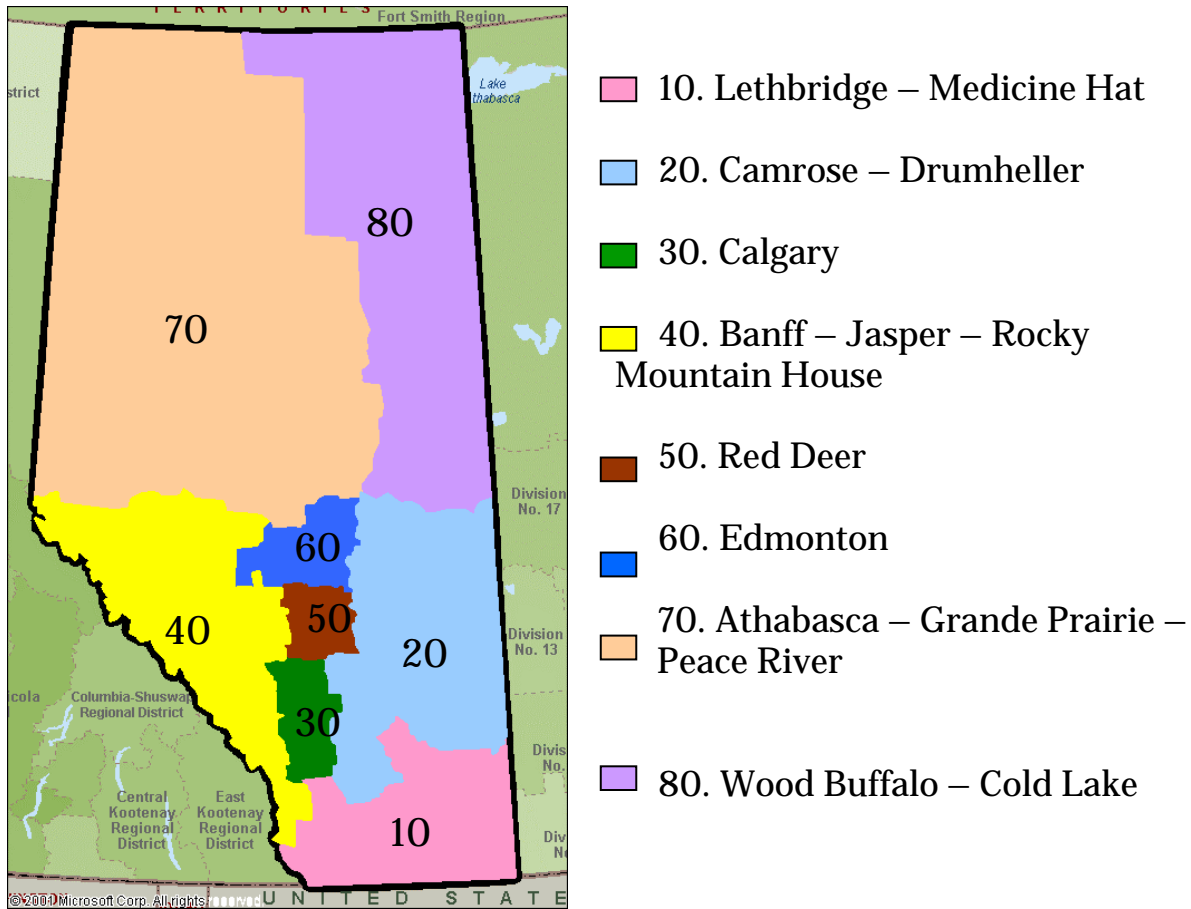 TERRITORIES
Fort Smith Region
Lake
thabasca
strict
80
70
Division
No. 17
60
50
40
20
Division
No. 13
icola
Columbia-Shuswap
Regional District
30
Divis
No.
Central
Kootenay
Regional
District
East
Kootenay
Regional
District
10
Div
UNITED STATE
© 2001 Microsoft Corp. All rights reserved.
10. Lethbridge – Medicine Hat
20. Camrose – Drumheller
30. Calgary
40. Banff – Jasper – Rocky
Mountain House
50. Red Deer
60. Edmonton
70. Athabasca – Grande Prairie –
Peace River
80. Wood Buffalo – Cold Lake